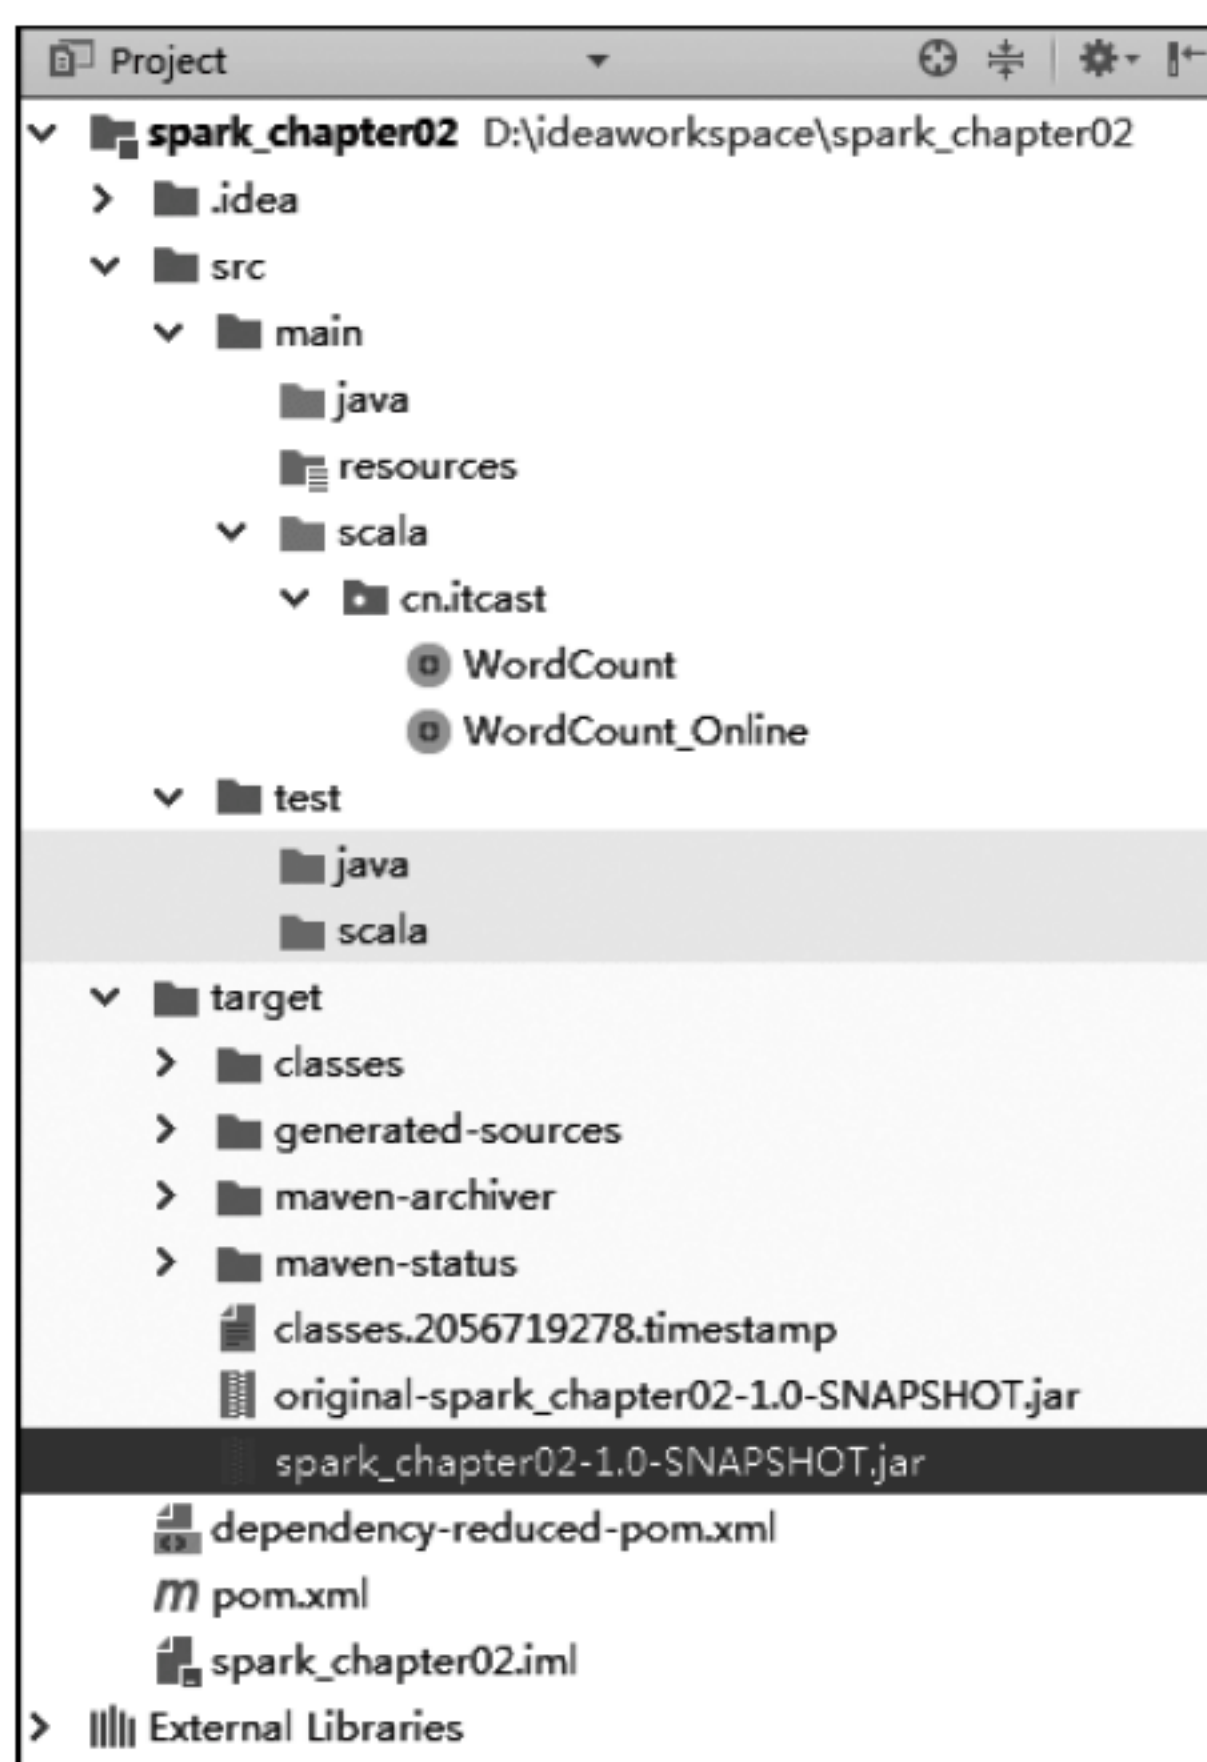 Project
spark_chapter02 D:\ideaworkspace\spark_chapter02
.idea
src
main
java
resources
scala
cn.itcast
WordCount
WordCount_Online
test
java
scala
target
classes
generated-sources
maven-archiver
maven-status
classes.2056719278.timestamp
original-spark_chapter02-1.0-SNAPSHOT.jar
spark_chapter02-1.0-SNAPSHOT.jar
dependency-reduced-pom.xml
pom.xml
spark_chapter02.iml
External Libraries